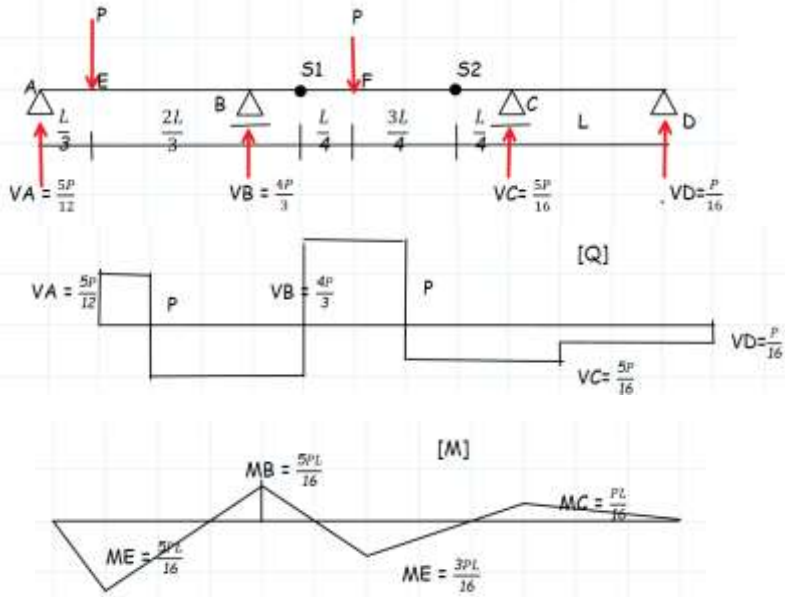 P P
A E B S1 F S2 C D
L/3 2L/3 L/4 3L/4 L/4 L
VA = 5P/12 VB = 4P/3 VC= 5P/16 VD= P/16
[Q]
VA = 5P/12 P VB = 4P/3 P
VD= P/16
VC= 5P/16
[M]
MB = 5PL/16
MC = PL/16
ME = 5PL/16
ME = 3PL/16